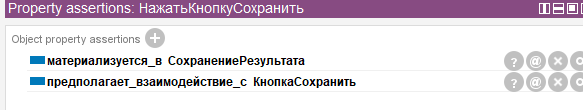 Property assertions: НажатьКнопкуСохранить
Object property assertions
материализуется_в СохранениеРезультата
предполагает_взаимодействие_с КнопкаСохранить